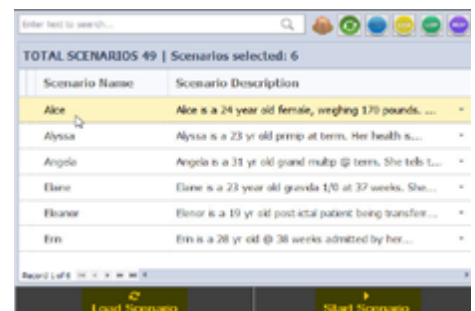 Enter text to search...
TOTAL SCENARIOS 49 | Scenarios selected: 6
Scenario Name Scenario Description
Alice Alice is a 24 year old female, weghing 170 pounds. ....
Alyssa Alyssa is a 23 yr old primip at term. Her health is....
Angela Angela is a 31 yr old grand multip @ term. She tells t...
Elaine Elaine is a 23 year old gravida 1/0 at 37 weeks. She...
Eleanor Elenor is a 19 yr old post ictal patient being transferr...
Erin Erin is a 28 yr old @ 38 weeks admitted by her...
Record 1 of 6
Load Scenario Start Scenario